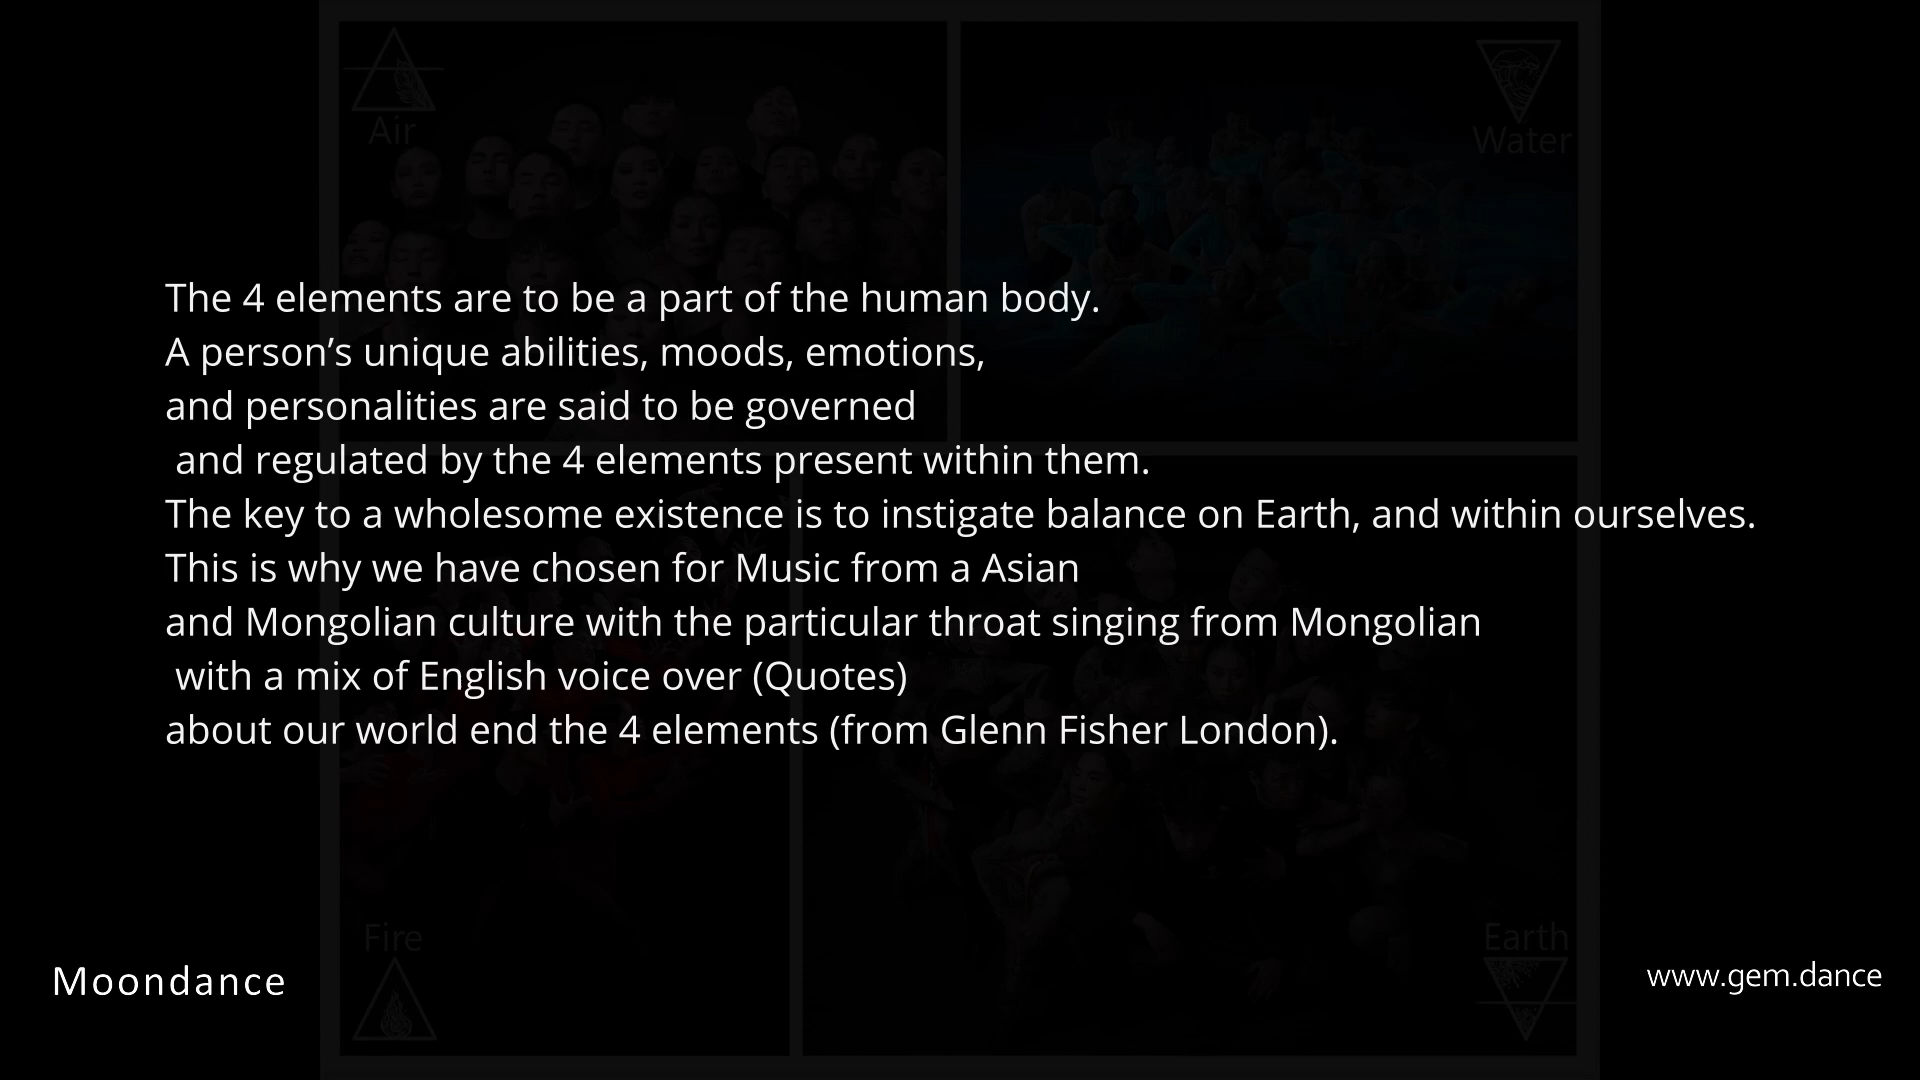 Air
Water
The 4 elements are to be a part of the human body.
A person’s unique abilities, moods, emotions,
and personalities are said to be governed
and regulated by the 4 elements present within them.
The key to a wholesome existence is to instigate balance on Earth, and within ourselves.
This is why we have chosen for Music from a Asian
and Mongolian culture with the particular throat singing from Mongolian
with a mix of English voice over (Quotes)
about our world end the 4 elements (from Glenn Fisher London).
Fire
Earth
Moondance
www.gem.dance